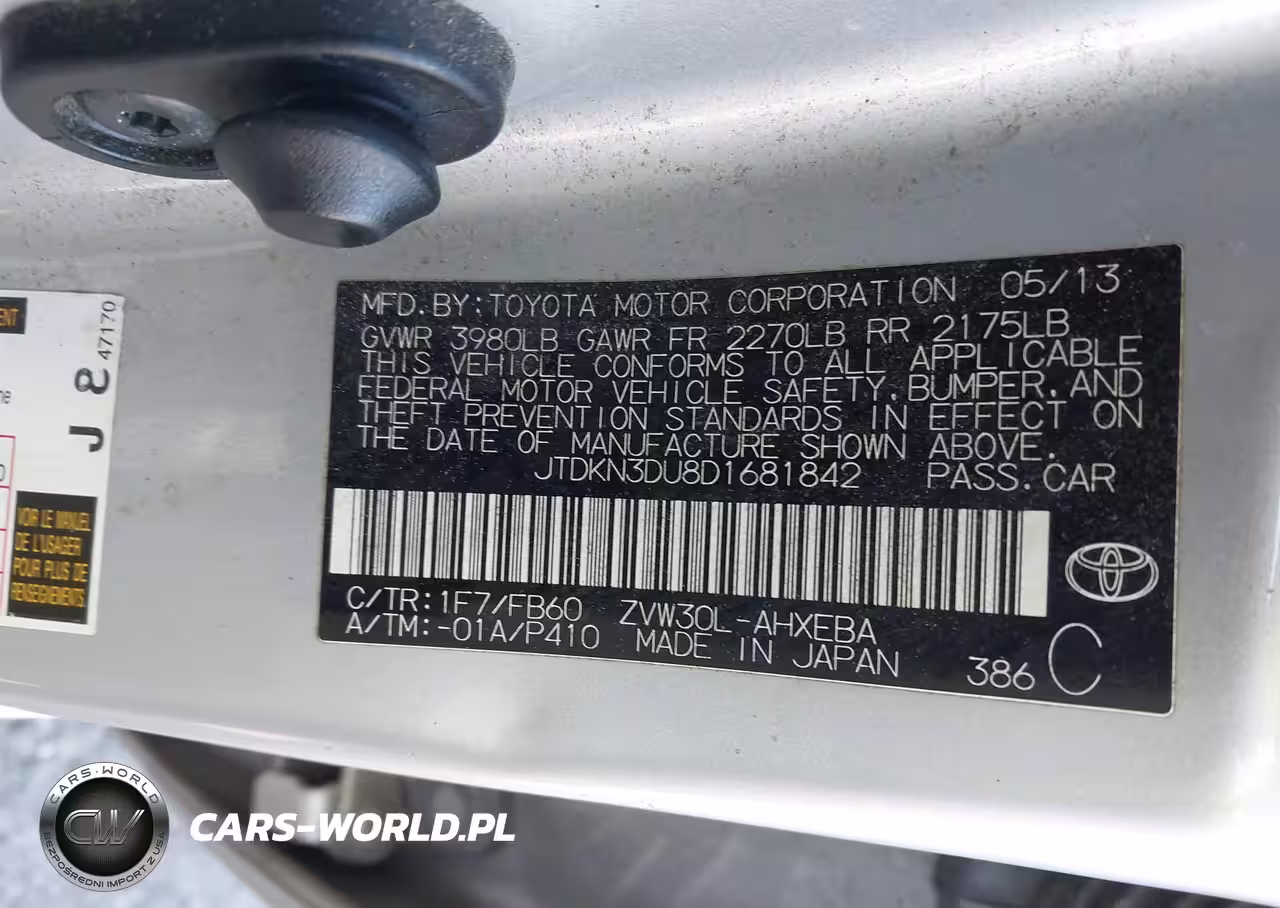 MFD.BY:TOYOTA MOTOR CORPORATION 05/13
GVWR 3980LB GAWR FR 2270LB RR 2175LB
THIS VEHICLE CONFORMS TO ALL APPLICABLE
FEDERAL MOTOR VEHICLE SAFETY,BUMPER,AND
THEFT PREVENTION STANDARDS IN EFFECT ON
THE DATE OF MANUFACTURE SHOWN ABOVE.
JTDKN3DU8D1681842 PASS.CAR
C/TR:1F7/FB60 ZVW30L-AHXEBA
A/TM:-01A/P410 MADE IN JAPAN
386 C
47170
VOIR LE MANUEL
DE L'USAGER
POUR PLUS DE
RENSEIGNEMENTS
CARS-WORLD
CW
BEZPOŚREDNI IMPORT Z USA
CARS-WORLD.PL